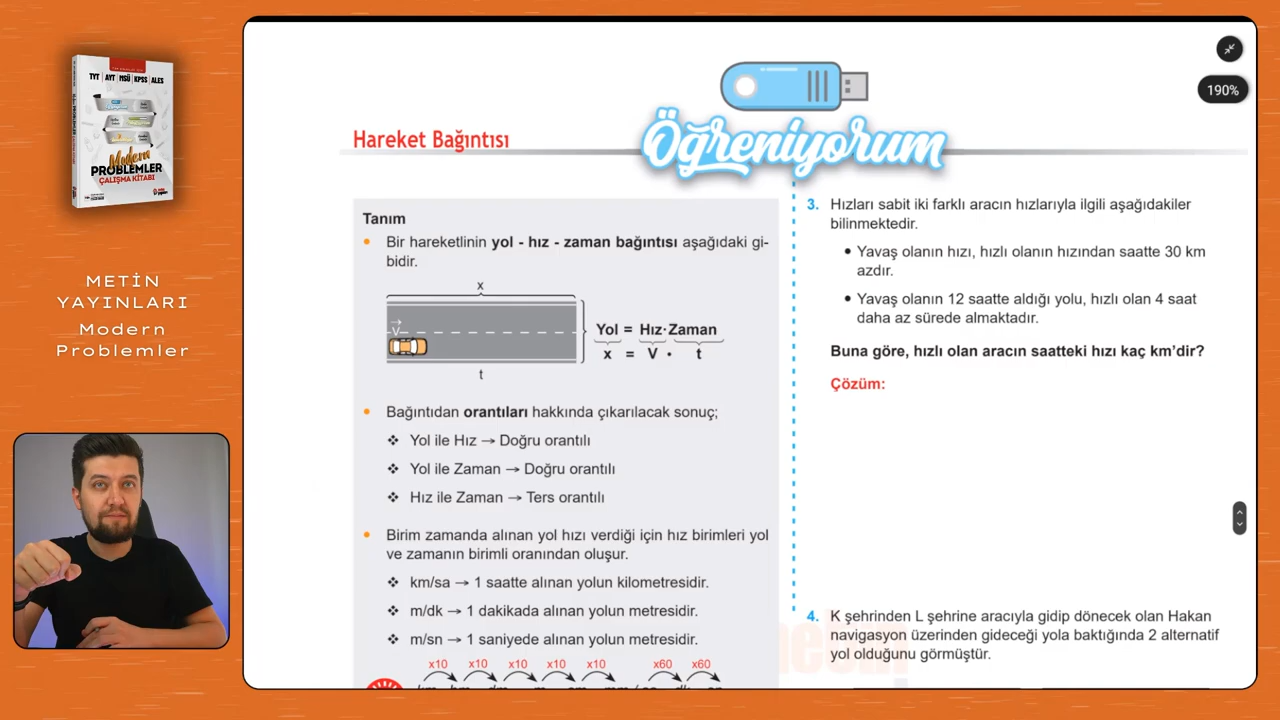 TYT AYT MSÜ KPSS ALES
Modern
PROBLEMLER
ÇALIŞMA KİTABI
METİN
YAYINLARI
Modern
Problemler
190%
Hareket Bağıntısı
Öğreniyorum
Tanım
• Bir hareketlinin yol - hız - zaman bağıntısı aşağıdaki gi-
bidir.
x
V
t
Yol = Hız·Zaman
x = V · t
• Bağıntıdan orantıları hakkında çıkarılacak sonuç;
❖ Yol ile Hız → Doğru orantılı
❖ Yol ile Zaman → Doğru orantılı
❖ Hız ile Zaman → Ters orantılı
• Birim zamanda alınan yol hızı verdiği için hız birimleri yol
ve zamanın birimli oranından oluşur.
❖ km/sa → 1 saatte alınan yolun kilometresidir.
❖ m/dk → 1 dakikada alınan yolun metresidir.
❖ m/sn → 1 saniyede alınan yolun metresidir.
x10 x10 x10 x10 x10 x60 x60
3. Hızları sabit iki farklı aracın hızlarıyla ilgili aşağıdakiler
bilinmektedir.
• Yavaş olanın hızı, hızlı olanın hızından saatte 30 km
azdır.
• Yavaş olanın 12 saatte aldığı yolu, hızlı olan 4 saat
daha az sürede almaktadır.
Buna göre, hızlı olan aracın saatteki hızı kaç km'dir?
Çözüm:
4. K şehrinden L şehrine aracıyla gidip dönecek olan Hakan
navigasyon üzerinden gideceği yola baktığında 2 alternatif
yol olduğunu görmüştür.